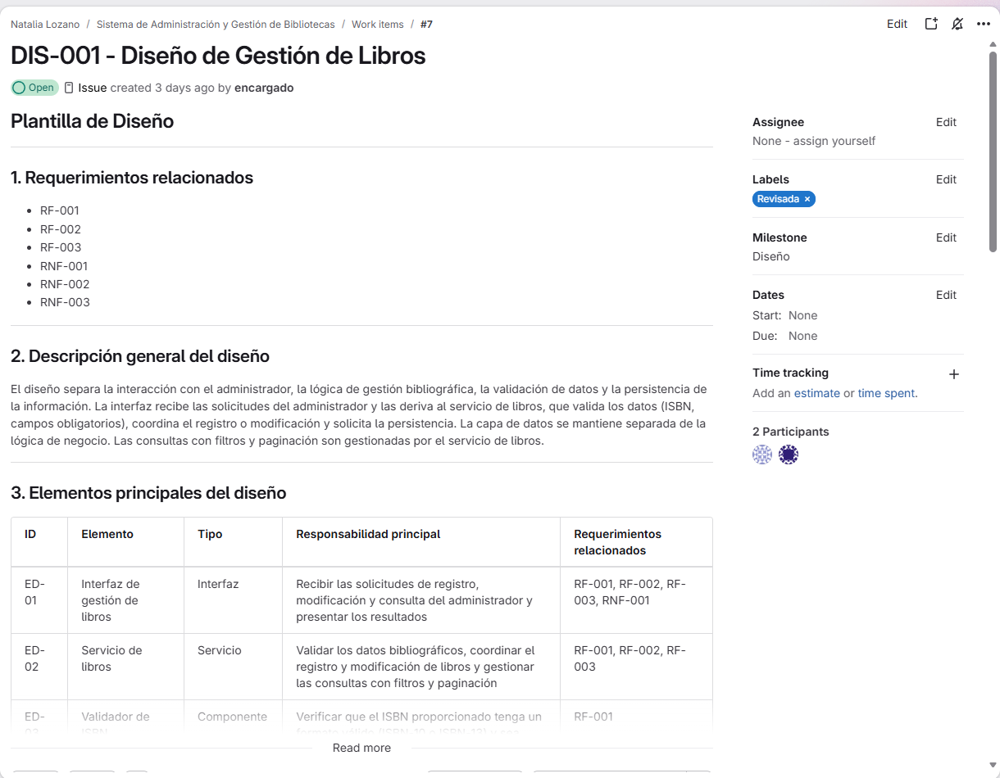 Natalia Lozano / Sistema de Administración y Gestión de Bibliotecas / Work items / #7
Edit
DIS-001 - Diseño de Gestión de Libros
Open Issue created 3 days ago by encargado
Plantilla de Diseño
1. Requerimientos relacionados
• RF-001
• RF-002
• RF-003
• RNF-001
• RNF-002
• RNF-003
2. Descripción general del diseño
El diseño separa la interacción con el administrador, la lógica de gestión bibliográfica, la validación de datos y la persistencia de
la información. La interfaz recibe las solicitudes del administrador y las deriva al servicio de libros, que valida los datos (ISBN,
campos obligatorios), coordina el registro o modificación y solicita la persistencia. La capa de datos se mantiene separada de la
lógica de negocio. Las consultas con filtros y paginación son gestionadas por el servicio de libros.
3. Elementos principales del diseño
ID Elemento Tipo Responsabilidad principal Requerimientos
relacionados
ED- Interfaz de Interfaz Recibir las solicitudes de registro, RF-001, RF-002, RF-
01 gestión de modificación y consulta del administrador y 003, RNF-001
libros presentar los resultados
ED- Servicio de Servicio Validar los datos bibliográficos, coordinar el RF-001, RF-002, RF-
02 libros registro y modificación de libros y gestionar 003
las consultas con filtros y paginación
ED- Validador de Componente Verificar que el ISBN proporcionado tenga un RF-001
03 ISBN formato válido (ISBN-10 o ISBN-13) y sea
Read more
Assignee Edit
None - assign yourself
Labels Edit
Revisada ×
Milestone Edit
Diseño
Dates Edit
Start: None
Due: None
Time tracking +
Add an estimate or time spent.
2 Participants